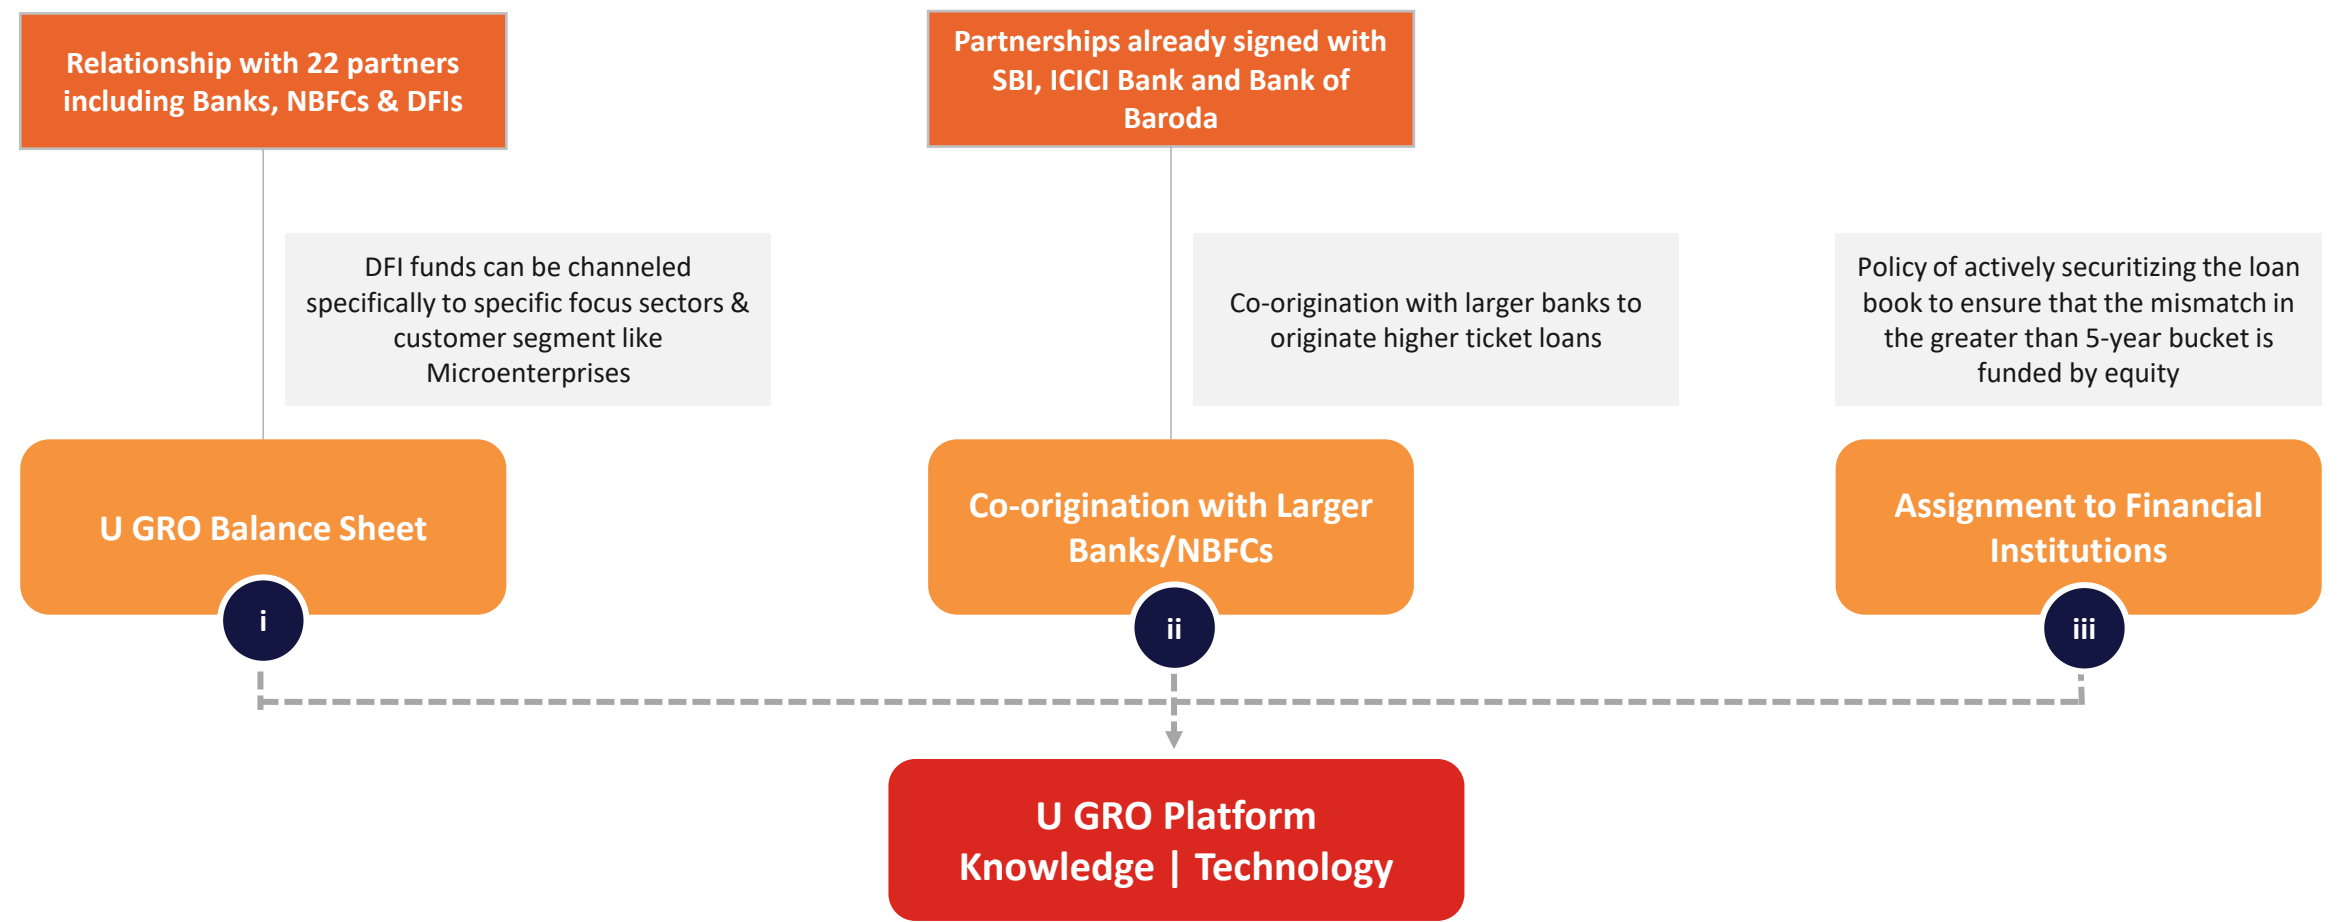 Relationship with 22 partners
including Banks, NBFCs & DFIs
Partnerships already signed with
SBI, ICICI Bank and Bank of
Baroda
DFI funds can be channeled
specifically to specific focus sectors &
customer segment like
Microenterprises
Co-origination with larger banks to
originate higher ticket loans
Policy of actively securitizing the loan
book to ensure that the mismatch in
the greater than 5-year bucket is
funded by equity
U GRO Balance Sheet
i
Co-origination with Larger
Banks/NBFCs
ii
Assignment to Financial
Institutions
iii
U GRO Platform
Knowledge | Technology